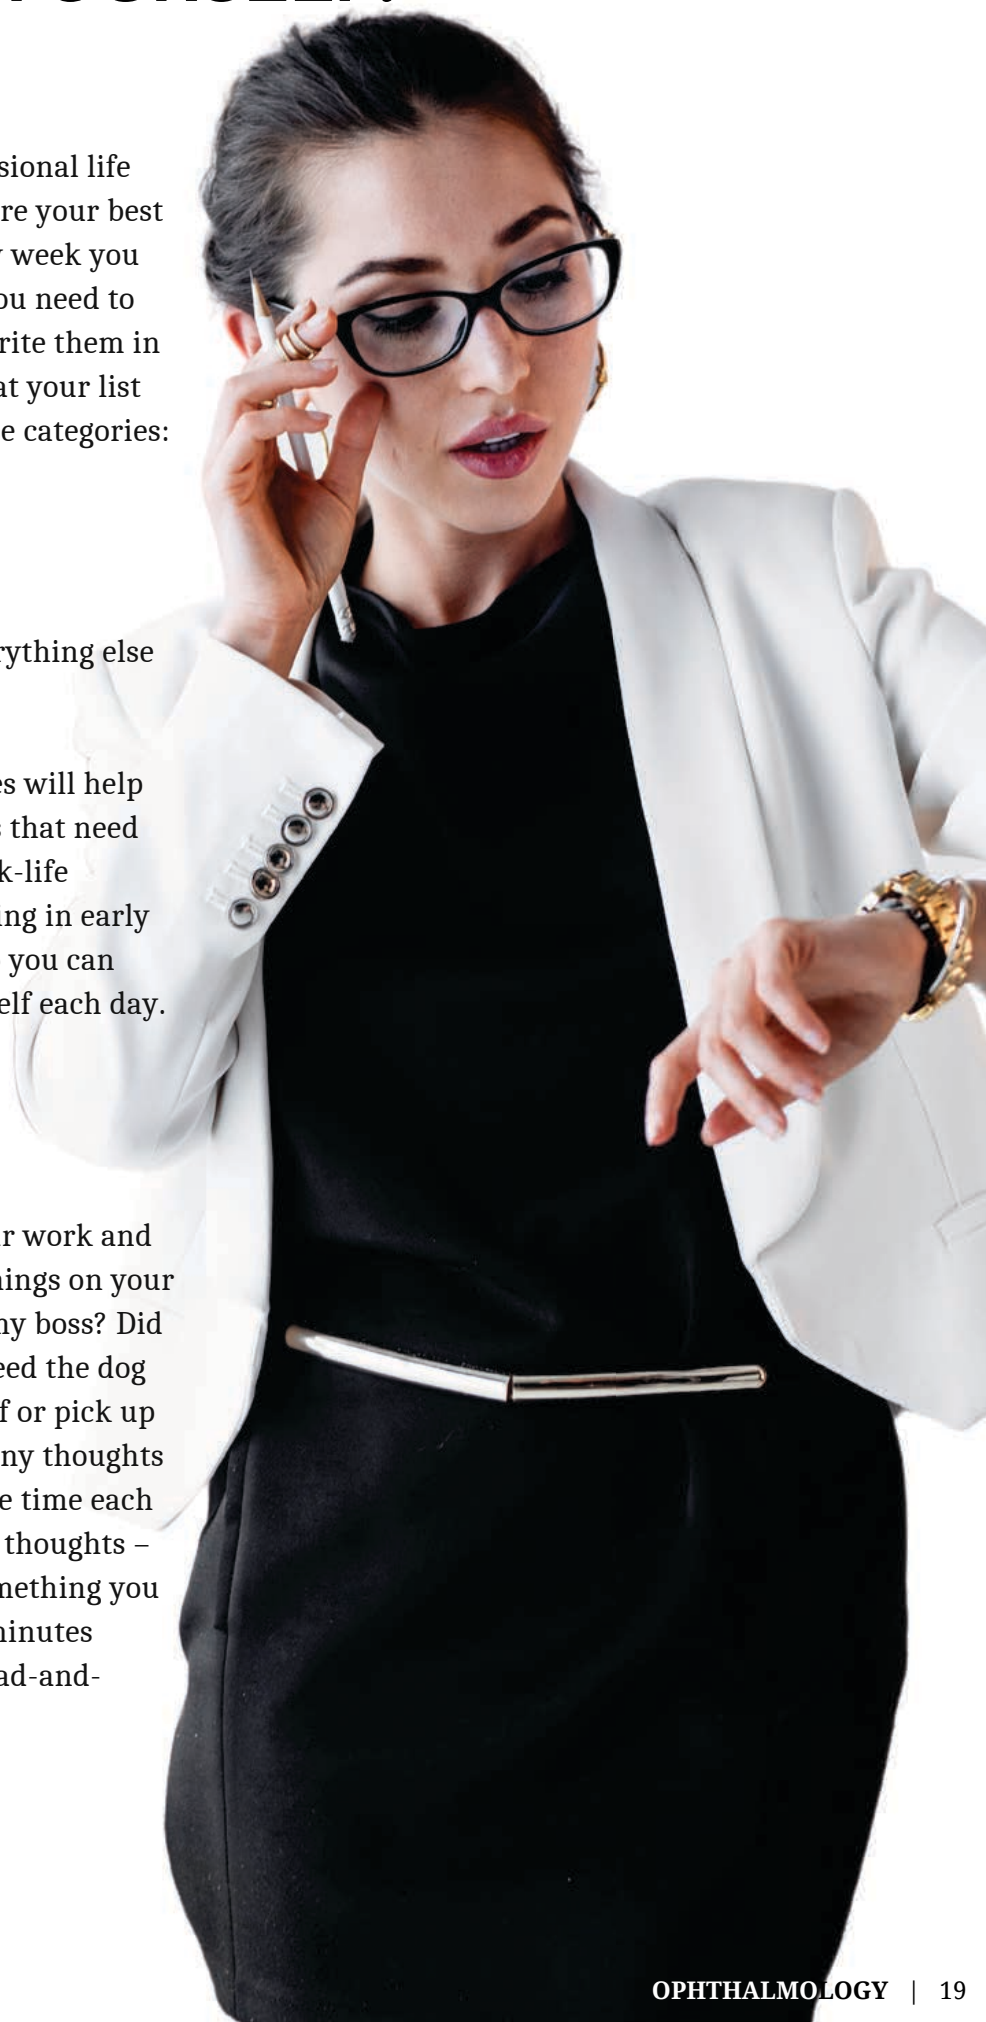 sional life
re your best
week you
ou need to
rite them in
at your list
e categories:
rything else
es will help
s that need
k-life
ing in early
you can
elf each day.
r work and
hings on your
my boss? Did
eed the dog
f or pick up
ny thoughts
e time each
thoughts –
mething you
minutes
ad-and-
OPHTHALMOLOGY | 19